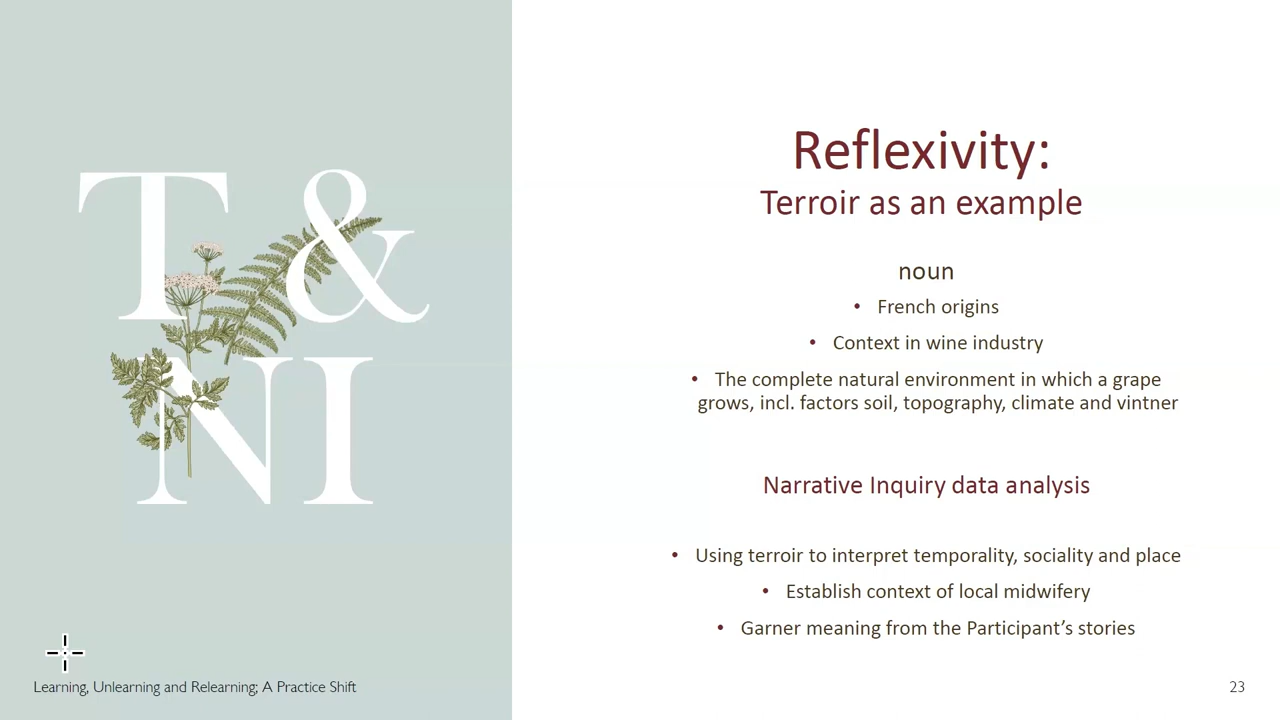 T &
NI
Reflexivity:
Terroir as an example
noun
• French origins
• Context in wine industry
• The complete natural environment in which a grape
grows, incl. factors soil, topography, climate and vintner
Narrative Inquiry data analysis
• Using terroir to interpret temporality, sociality and place
• Establish context of local midwifery
• Garner meaning from the Participant’s stories
Learning, Unlearning and Relearning; A Practice Shift
23